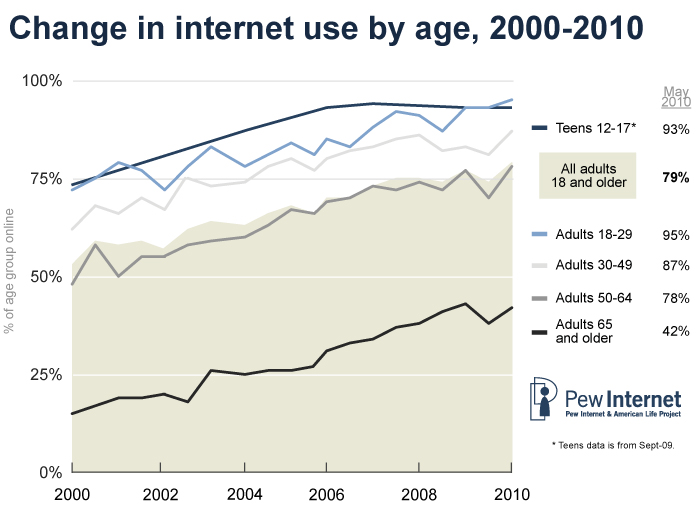 Change in internet use by age, 2000-2010
100%
75%
50%
25%
0%
% of age group online
2000
2002
2004
2006
2008
2010
May
2010
Teens 12-17* 93%
All adults
18 and older 79%
Adults 18-29 95%
Adults 30-49 87%
Adults 50-64 78%
Adults 65
and older 42%
Pew Internet
Pew Internet & American Life Project
* Teens data is from Sept-09.